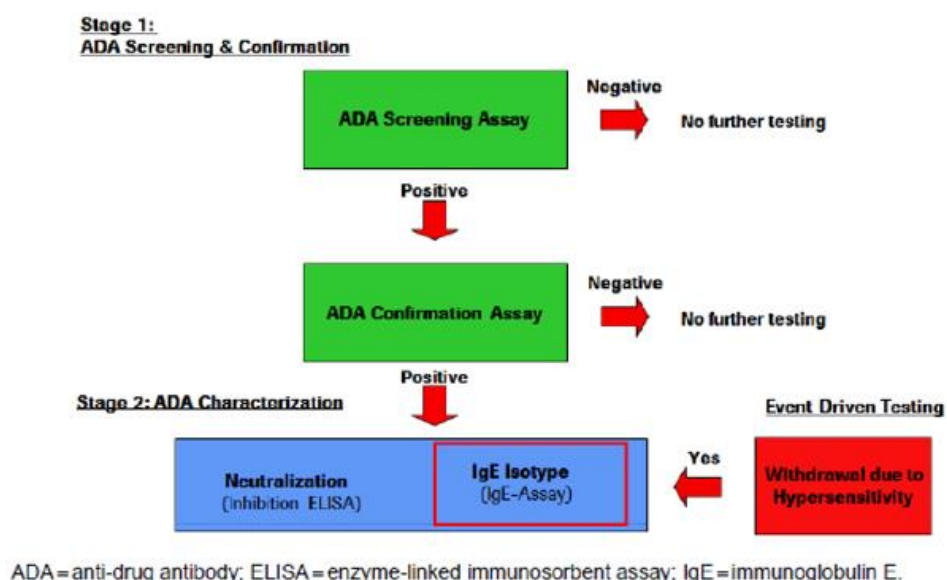 Stage 1:
ADA Screening & Confirmation
ADA Screening Assay
Negative
No further testing
Positive
ADA Confirmation Assay
Negative
No further testing
Positive
Stage 2: ADA Characterization
Event Driven Testing
Neutralization
(Inhibition ELISA)
IgE Isotype
(IgE-Assay)
Yes
Withdrawal due to
Hypersensitivity
ADA=anti-drug antibody; ELISA=enzyme-linked immunosorbent assay; IgE=immunoglobulin E.